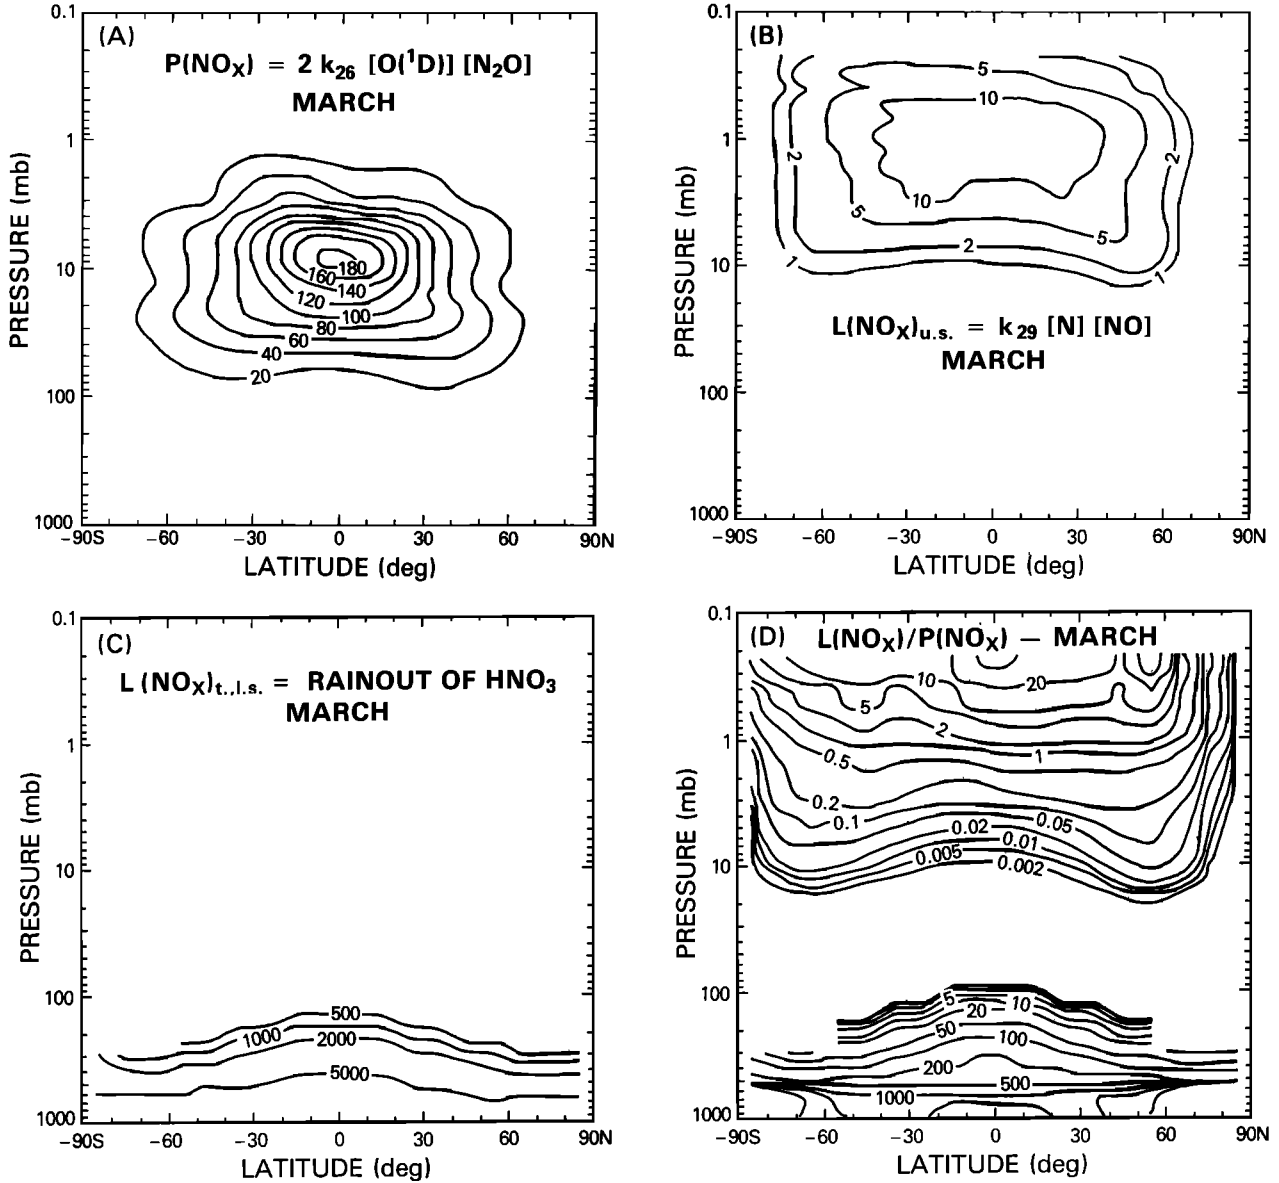 (A)
P(NOX) = 2 k26 [O(¹D)] [N2O]
MARCH
0.1
1
10
100
1000
PRESSURE (mb)
180
160
140
120
100
80
60
40
20
−90S −60 −30 0 30 60 90N
LATITUDE (deg)
(B)
0.1
1
10
100
1000
PRESSURE (mb)
5
10
2
2
10
5
5
2
1
1
L(NOX)u.s. = k29 [N] [NO]
MARCH
−90S −60 −30 0 30 60 90N
LATITUDE (deg)
(C)
L (NOX)t.,l.s. = RAINOUT OF HNO3
MARCH
0.1
1
10
100
1000
PRESSURE (mb)
500
1000
2000
5000
−90S −60 −30 0 30 60 90N
LATITUDE (deg)
(D)
L(NOX)/P(NOX) − MARCH
0.1
1
10
100
1000
PRESSURE (mb)
10
20
5
2
1
0.5
0.2
0.1
0.05
0.02
0.01
0.005
0.002
5
10
20
50
100
200
500
1000
−90S −60 −30 0 30 60 90N
LATITUDE (deg)